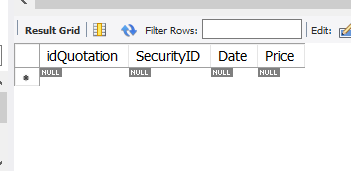 Result Grid Filter Rows: Edit:
idQuotation SecurityID Date Price
NULL NULL NULL NULL